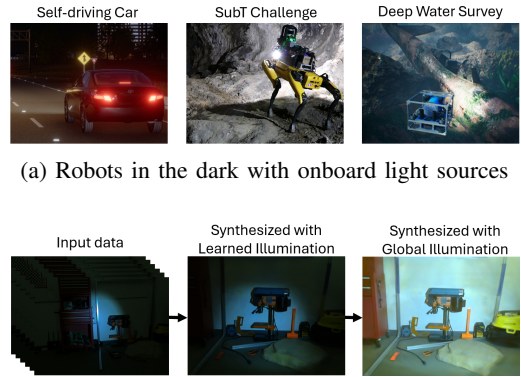 Self-driving Car
SubT Challenge
Deep Water Survey
(a) Robots in the dark with onboard light sources
Input data
Synthesized with
Learned Illumination
Synthesized with
Global Illumination